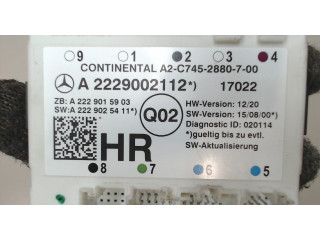 CONTINENTAL A2-C745-2880-7-00
9 1 2 3 4
A 2229002112*) 17022
ZB: A 222 901 59 03
SW:A 222 902 54 11*)
Q02
HW-Version: 12/20
SW-Version: 15/08/00*)
Diagnostic ID: 020114
*)gueltig bis zu evtl.
SW-Aktualisierung
HR
8 7 6 5